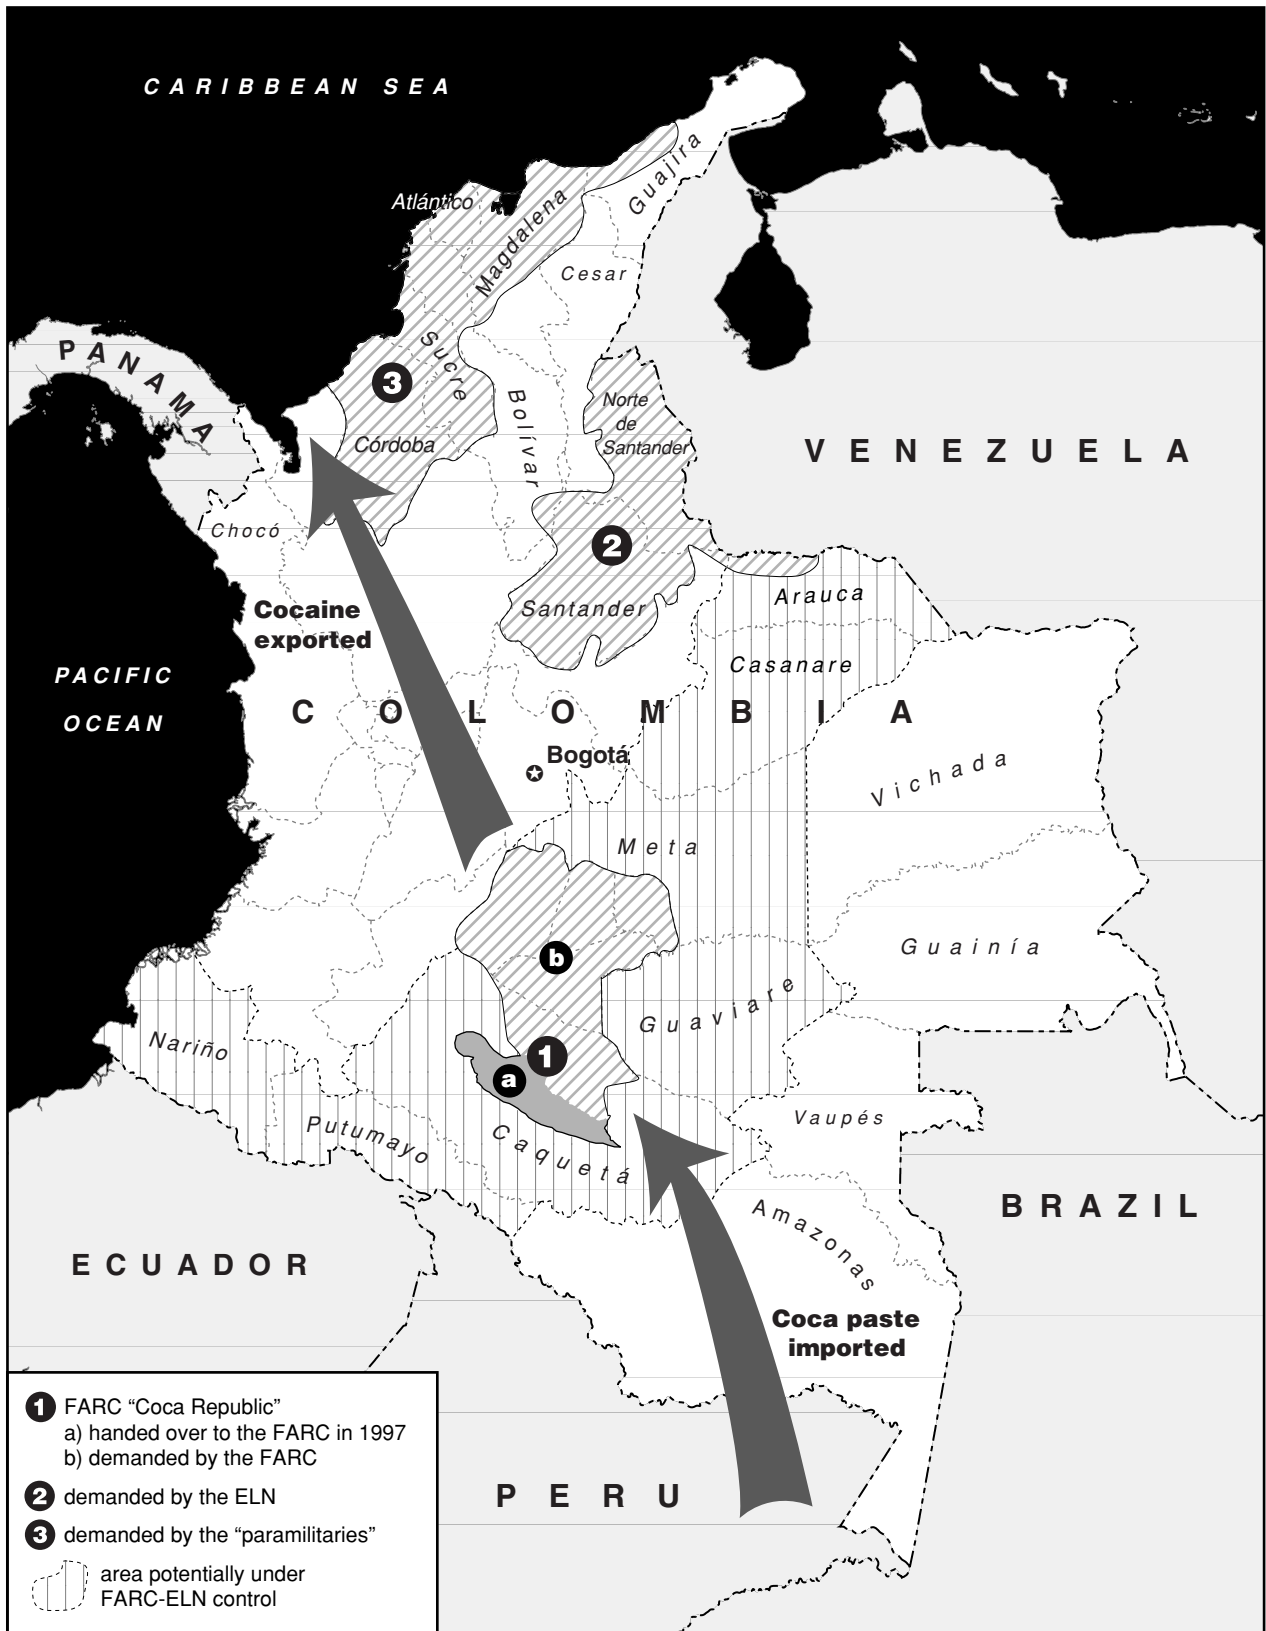 CARIBBEAN SEA
Atlántico
Guajira
Magdalena
Cesar
PANAMA
Sucre
3
Bolívar
Norte
de
Santander
Córdoba
VENEZUELA
Chocó
2
Arauca
Cocaine
exported
Santander
Casanare
PACIFIC
OCEAN
COLOMBIA
Bogotá
Vichada
Meta
b
Guainía
Guaviare
Nariño
1
a
Putumayo
Caquetá
Vaupés
Amazonas
BRAZIL
ECUADOR
Coca paste
imported
PERU
1 FARC “Coca Republic”
a) handed over to the FARC in 1997
b) demanded by the FARC
2 demanded by the ELN
3 demanded by the “paramilitaries”
area potentially under
FARC-ELN control